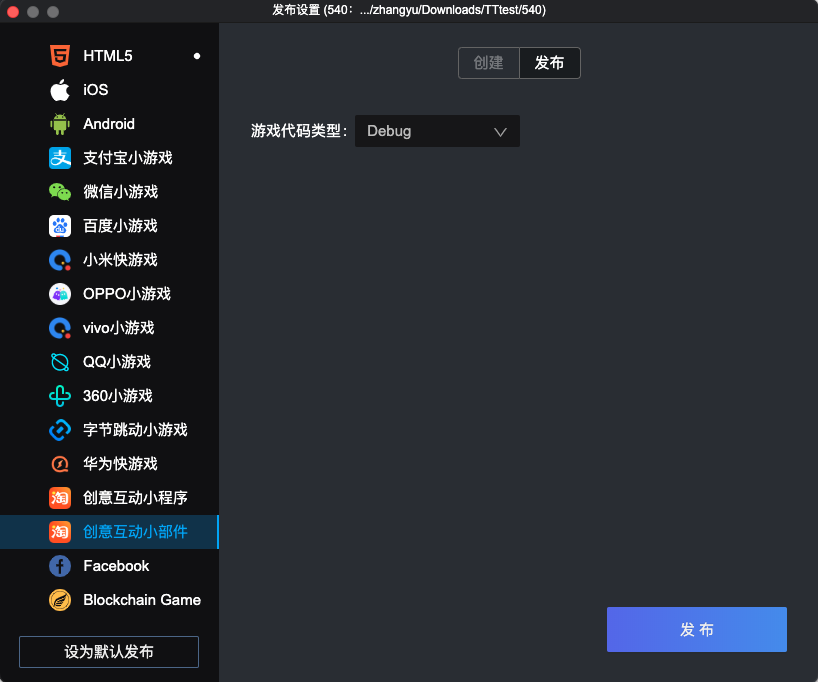 发布设置 (540：.../zhangyu/Downloads/TTtest/540)
HTML5
iOS
Android
支付宝小游戏
微信小游戏
百度小游戏
小米快游戏
OPPO小游戏
vivo小游戏
QQ小游戏
360小游戏
字节跳动小游戏
华为快游戏
淘 创意互动小程序
淘 创意互动小部件
Facebook
Blockchain Game
设为默认发布
创建 发布
游戏代码类型： Debug
发 布